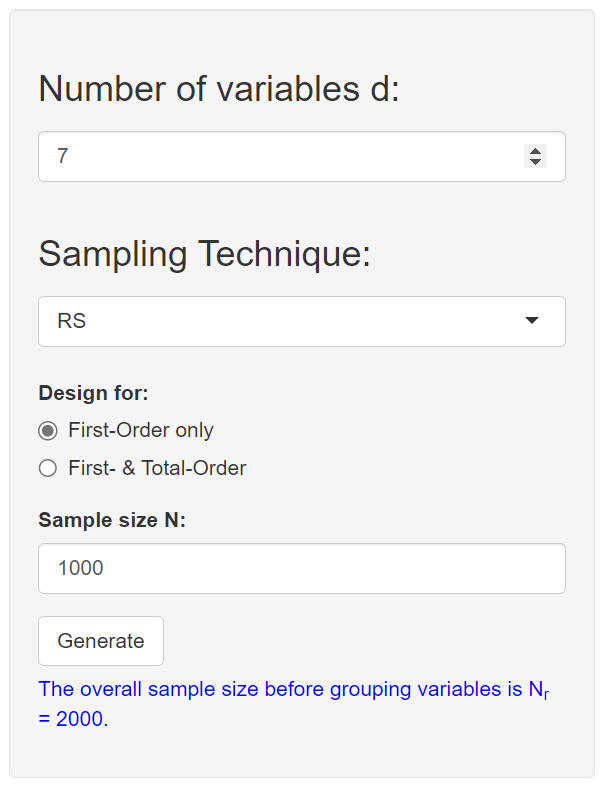 Number of variables d:
7
Sampling Technique:
RS
Design for:
First-Order only
First- & Total-Order
Sample size N:
1000
Generate
The overall sample size before grouping variables is Nᵣ
= 2000.